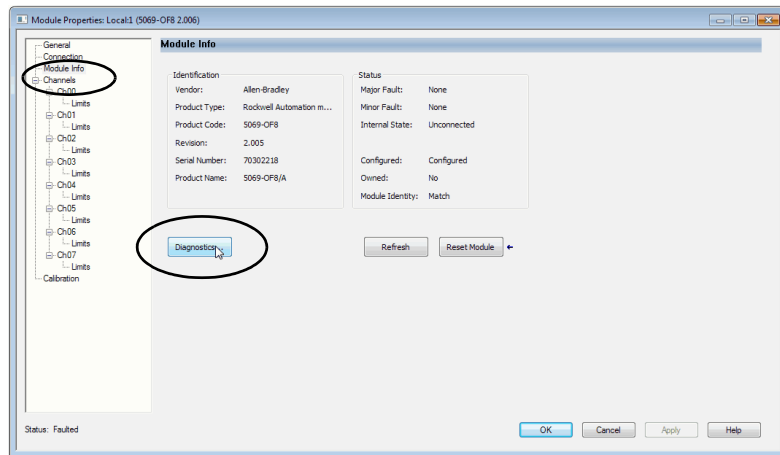 Module Properties: Local:1 (5069-OF8 2.006)
General
Connection
Module Info
Channels
Ch00
Limits
Ch01
Limits
Ch02
Limits
Ch03
Limits
Ch04
Limits
Ch05
Limits
Ch06
Limits
Ch07
Limits
Calibration
Module Info
Identification
Vendor: Allen-Bradley
Product Type: Rockwell Automation m...
Product Code: 5069-OF8
Revision: 2.005
Serial Number: 70302218
Product Name: 5069-OF8/A
Status
Major Fault: None
Minor Fault: None
Internal State: Unconnected
Configured: Configured
Owned: No
Module Identity: Match
Diagnostics...
Refresh
Reset Module
Status: Faulted
OK
Cancel
Apply
Help